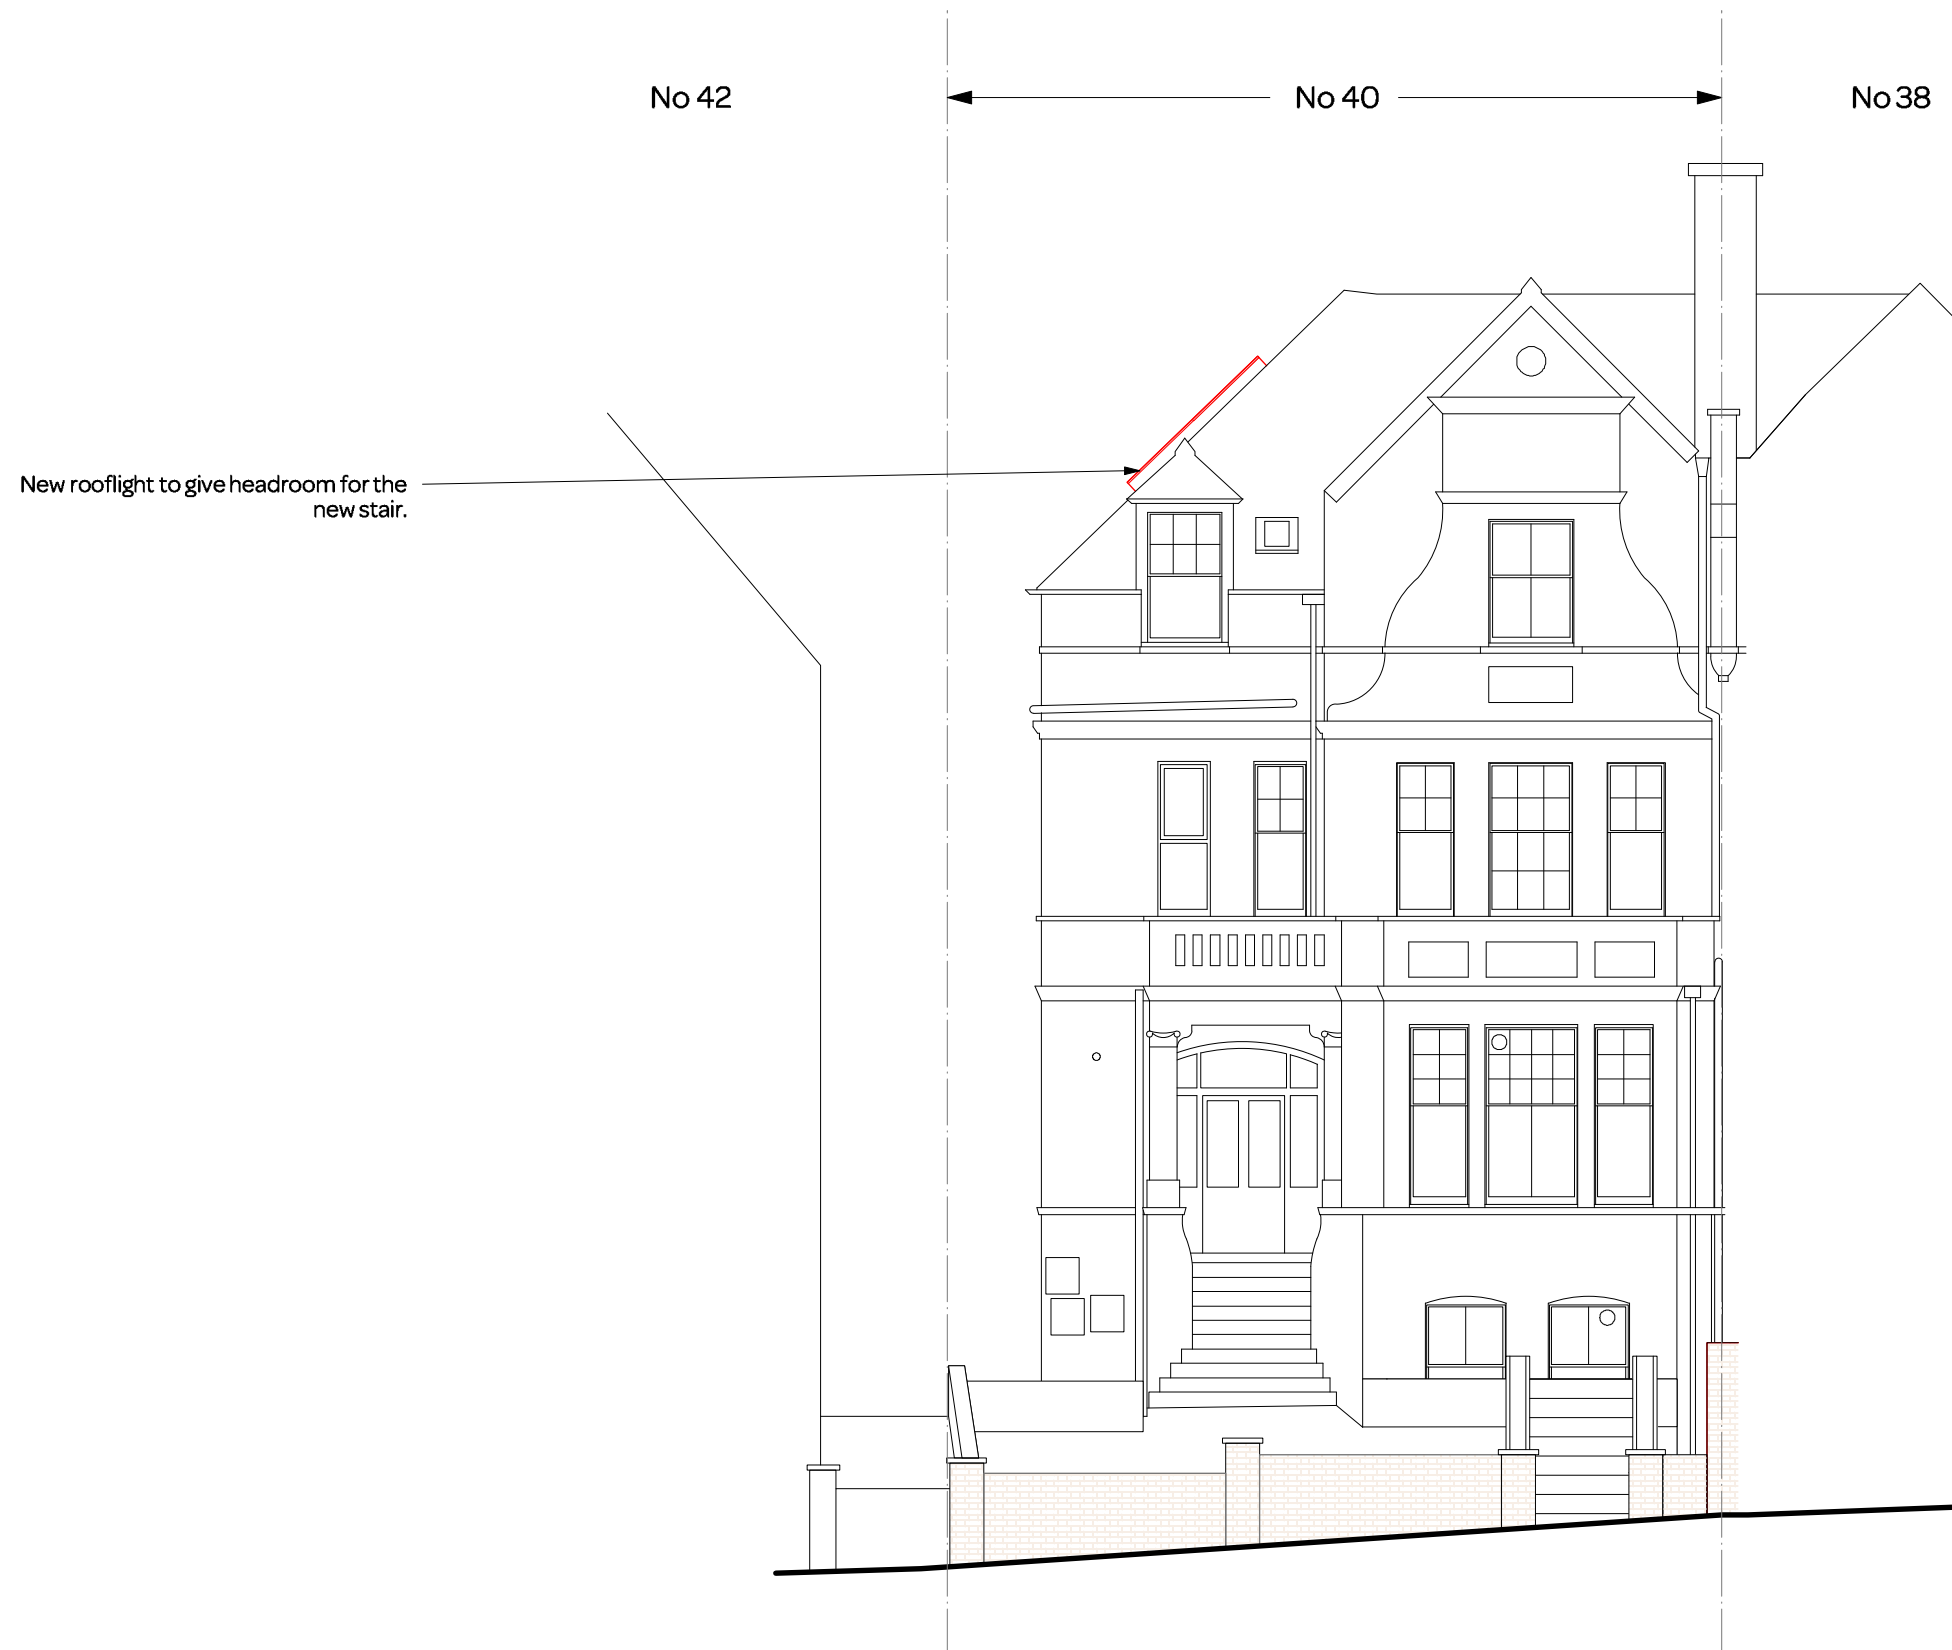 No 42
No 40
No 38
New rooflight to give headroom for the
new stair.